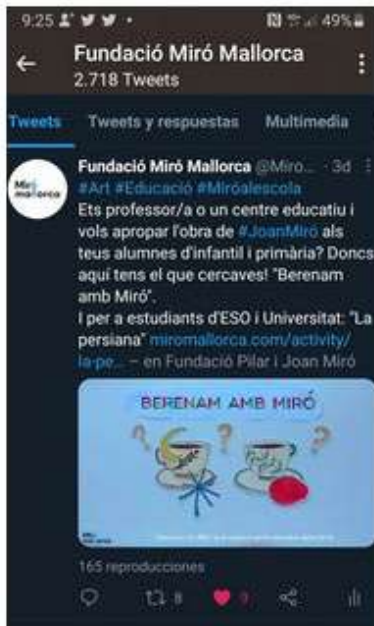 9:25
49%
Fundació Miró Mallorca
2.718 Tweets
Tweets Tweets y respuestas Multimedia
Fundació Miró Mallorca @Miro... · 3d
Miró
mallorca
#Art #Educació #Miróalescola
Ets professor/a o un centre educatiu i
vols apropar l'obra de #JoanMiró als
teus alumnes d'infantil i primària? Doncs
aquí tens el que cercaves! "Berenam
amb Miró".
I per a estudiants d'ESO i Universitat: "La
persiana" miromallorca.com/activity/
la-pe... – en Fundació Pilar i Joan Miró
BERENAM AMB MIRÓ
? ? ?
165 reproducciones
8 9